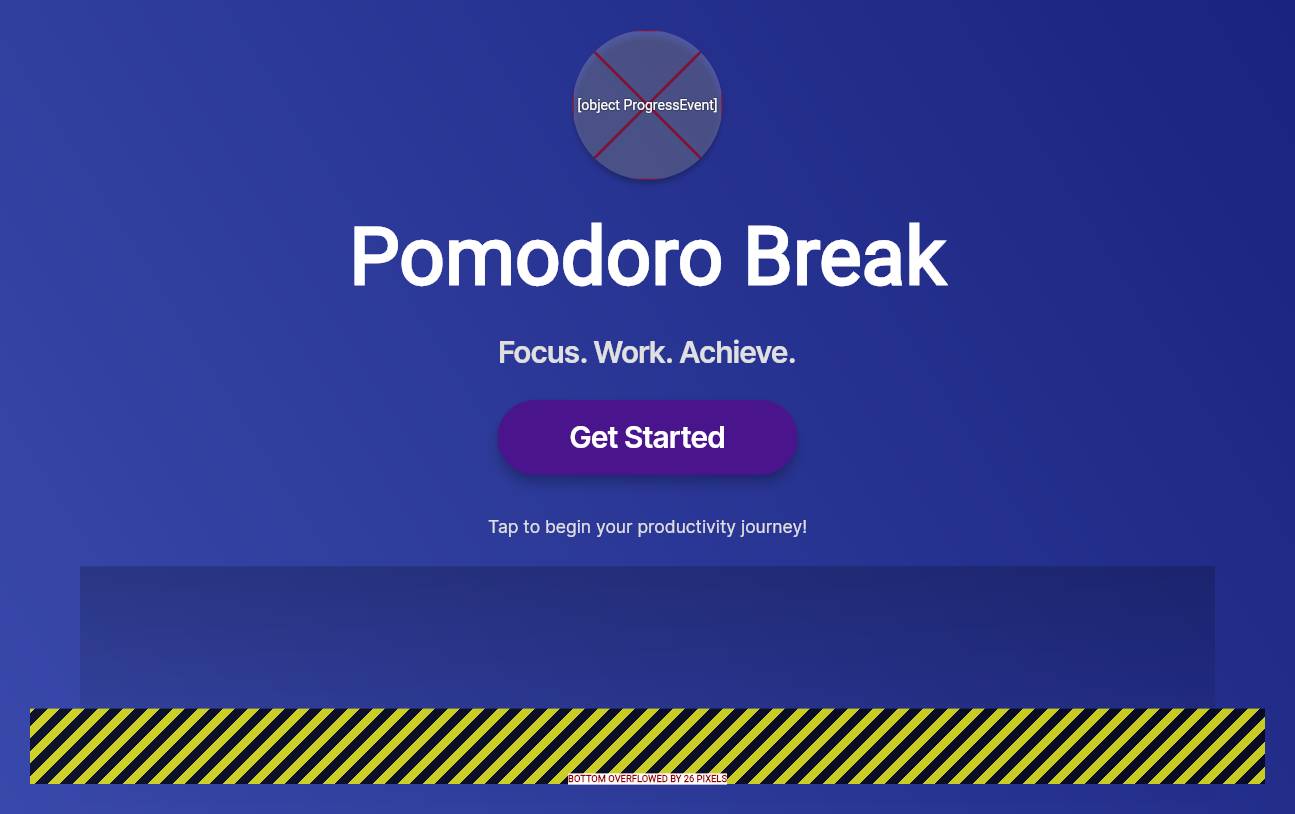 [object ProgressEvent]
Pomodoro Break
Focus. Work. Achieve.
Get Started
Tap to begin your productivity journey!
BOTTOM OVERFLOWED BY 26 PIXELS